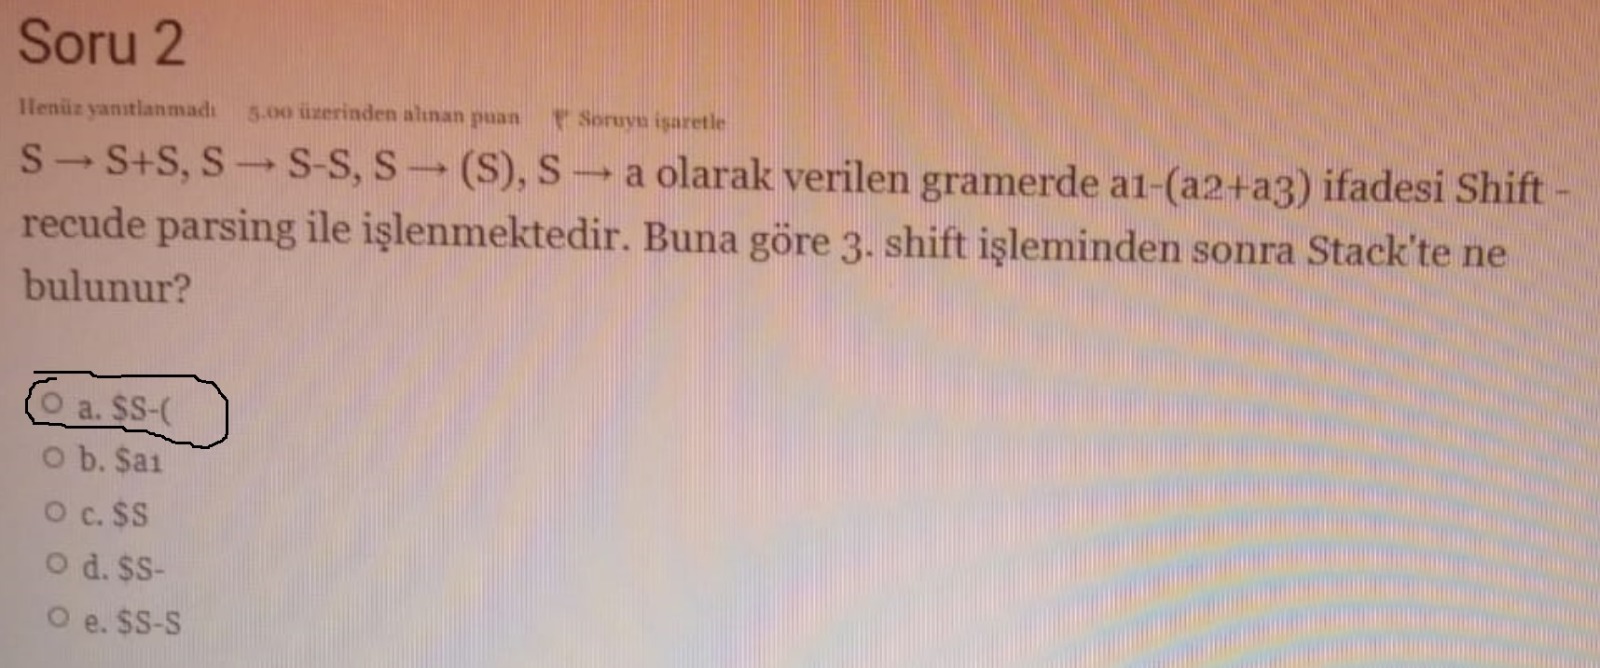 Soru 2
Henüz yanıtlanmadı 5.00 üzerinden alınan puan Soruyu işaretle
S → S+S, S → S-S, S → (S), S → a olarak verilen gramerde a1-(a2+a3) ifadesi Shift -
recude parsing ile işlenmektedir. Buna göre 3. shift işleminden sonra Stack'te ne
bulunur?
a. $S-(
b. $a1
c. $S
d. $S-
e. $S-S